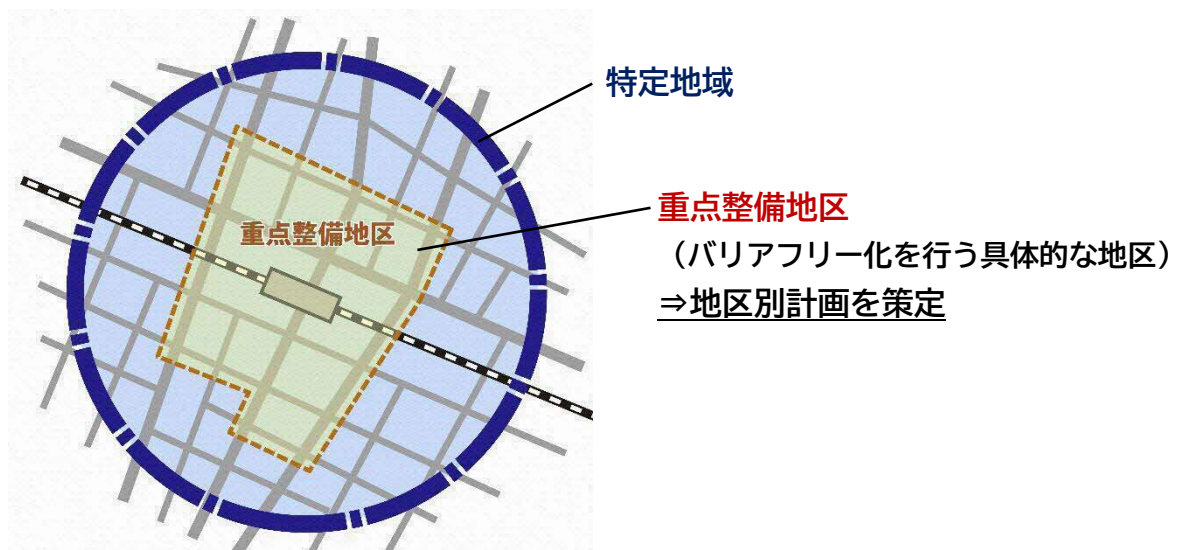 特定地域
重点整備地区
重点整備地区
（バリアフリー化を行う具体的な地区）
⇒地区別計画を策定